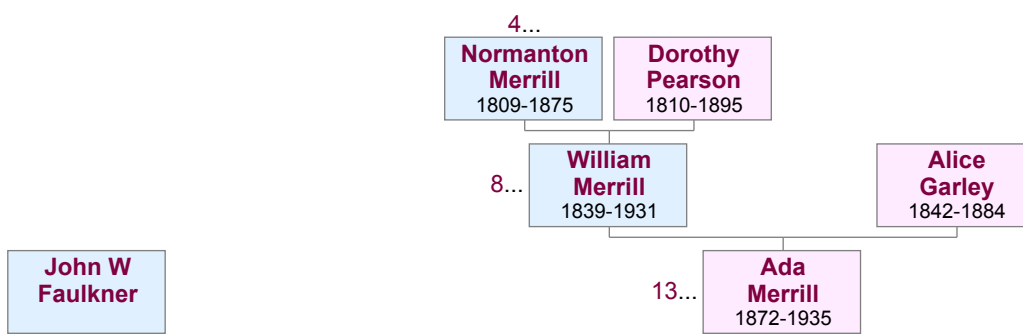 4...
Normanton
Merrill
1809-1875
Dorothy
Pearson
1810-1895
8...
William
Merrill
1839-1931
Alice
Garley
1842-1884
John W
Faulkner
13...
Ada
Merrill
1872-1935